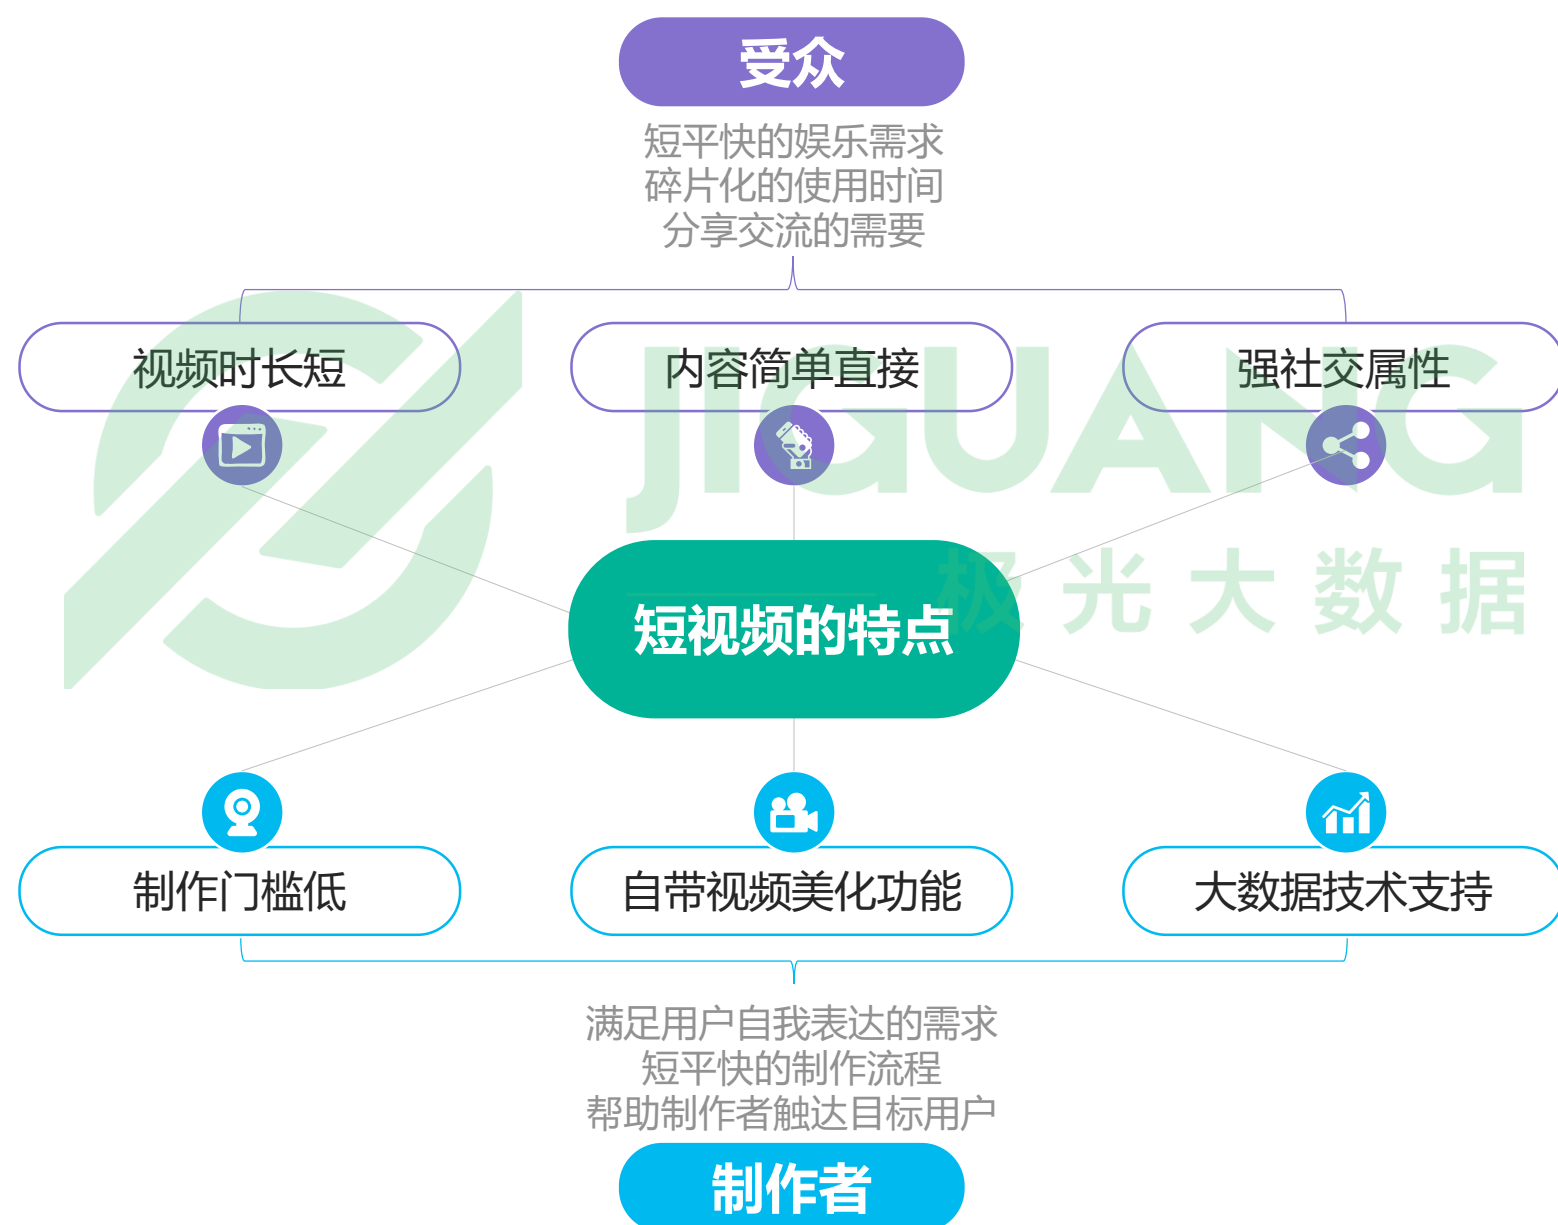 受众
短平快的娱乐需求
碎片化的使用时间
分享交流的需要
视频时长短
内容简单直接
强社交属性
JIGUANG
极光大数据
短视频的特点
制作门槛低
自带视频美化功能
大数据技术支持
满足用户自我表达的需求
短平快的制作流程
帮助制作者触达目标用户
制作者